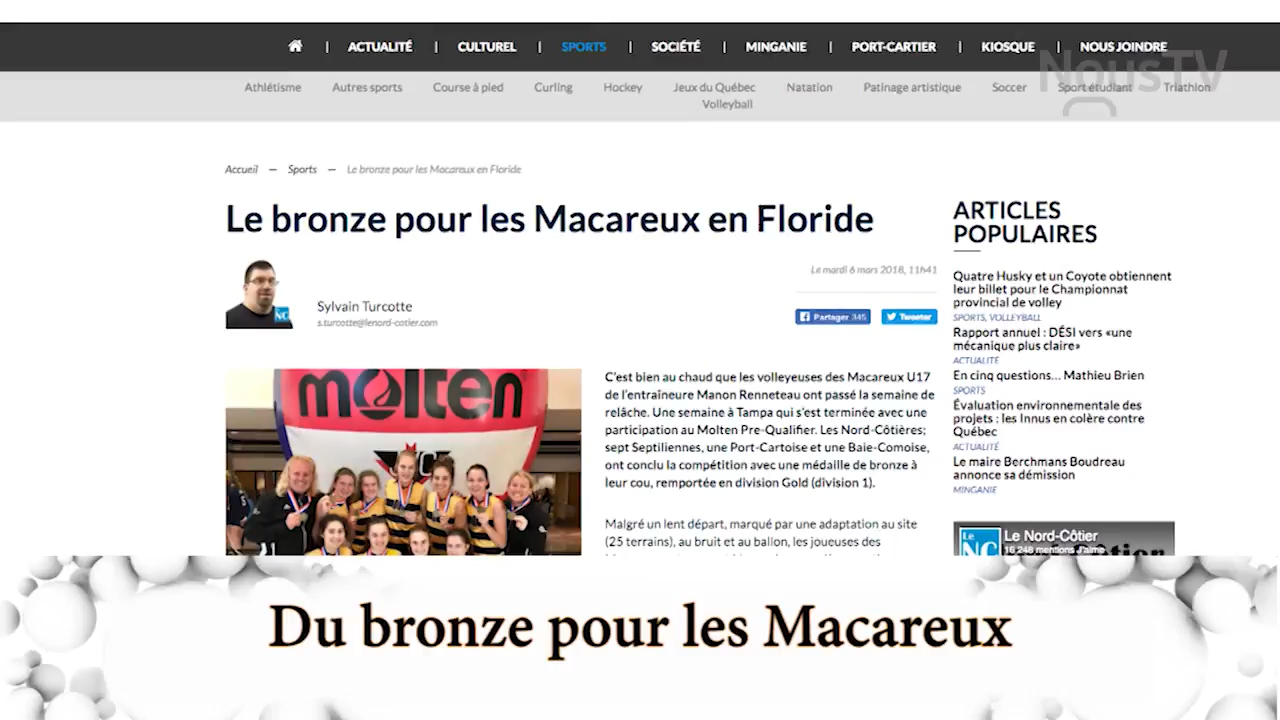 ACTUALITÉ | CULTUREL | SPORTS | SOCIÉTÉ | MINGANIE | PORT-CARTIER | KIOSQUE | NOUS JOINDRE
NousTV
Athlétisme Autres sports Course à pied Curling Hockey Jeux du Québec Natation Patinage artistique Soccer Sport étudiant Triathlon
Volleyball
Accueil — Sports — Le bronze pour les Macareux en Floride
Le bronze pour les Macareux en Floride
Le mardi 6 mars 2018, 11h41
Sylvain Turcotte
s.turcotte@lenord-cotier.com
NC
Partager 345
Tweeter
molten
C'est bien au chaud que les volleyeuses des Macareux U17
de l'entraîneure Manon Renneteau ont passé la semaine de
relâche. Une semaine à Tampa qui s'est terminée avec une
participation au Molten Pre-Qualifier. Les Nord-Côtières;
sept Septiliennes, une Port-Cartoise et une Baie-Comoise,
ont conclu la compétition avec une médaille de bronze à
leur cou, remportée en division Gold (division 1).
Malgré un lent départ, marqué par une adaptation au site
(25 terrains), au bruit et au ballon, les joueuses des
ARTICLES
POPULAIRES
Quatre Husky et un Coyote obtiennent
leur billet pour le Championnat
provincial de volley
SPORTS, VOLLEYBALL
Rapport annuel : DÉSI vers «une
mécanique plus claire»
ACTUALITÉ
En cinq questions… Mathieu Brien
SPORTS
Évaluation environnementale des
projets : les Innus en colère contre
Québec
ACTUALITÉ
Le maire Berchmans Boudreau
annonce sa démission
MINGANIE
Le
NC
Le Nord-Côtier
16 248 mentions J'aime
Du bronze pour les Macareux